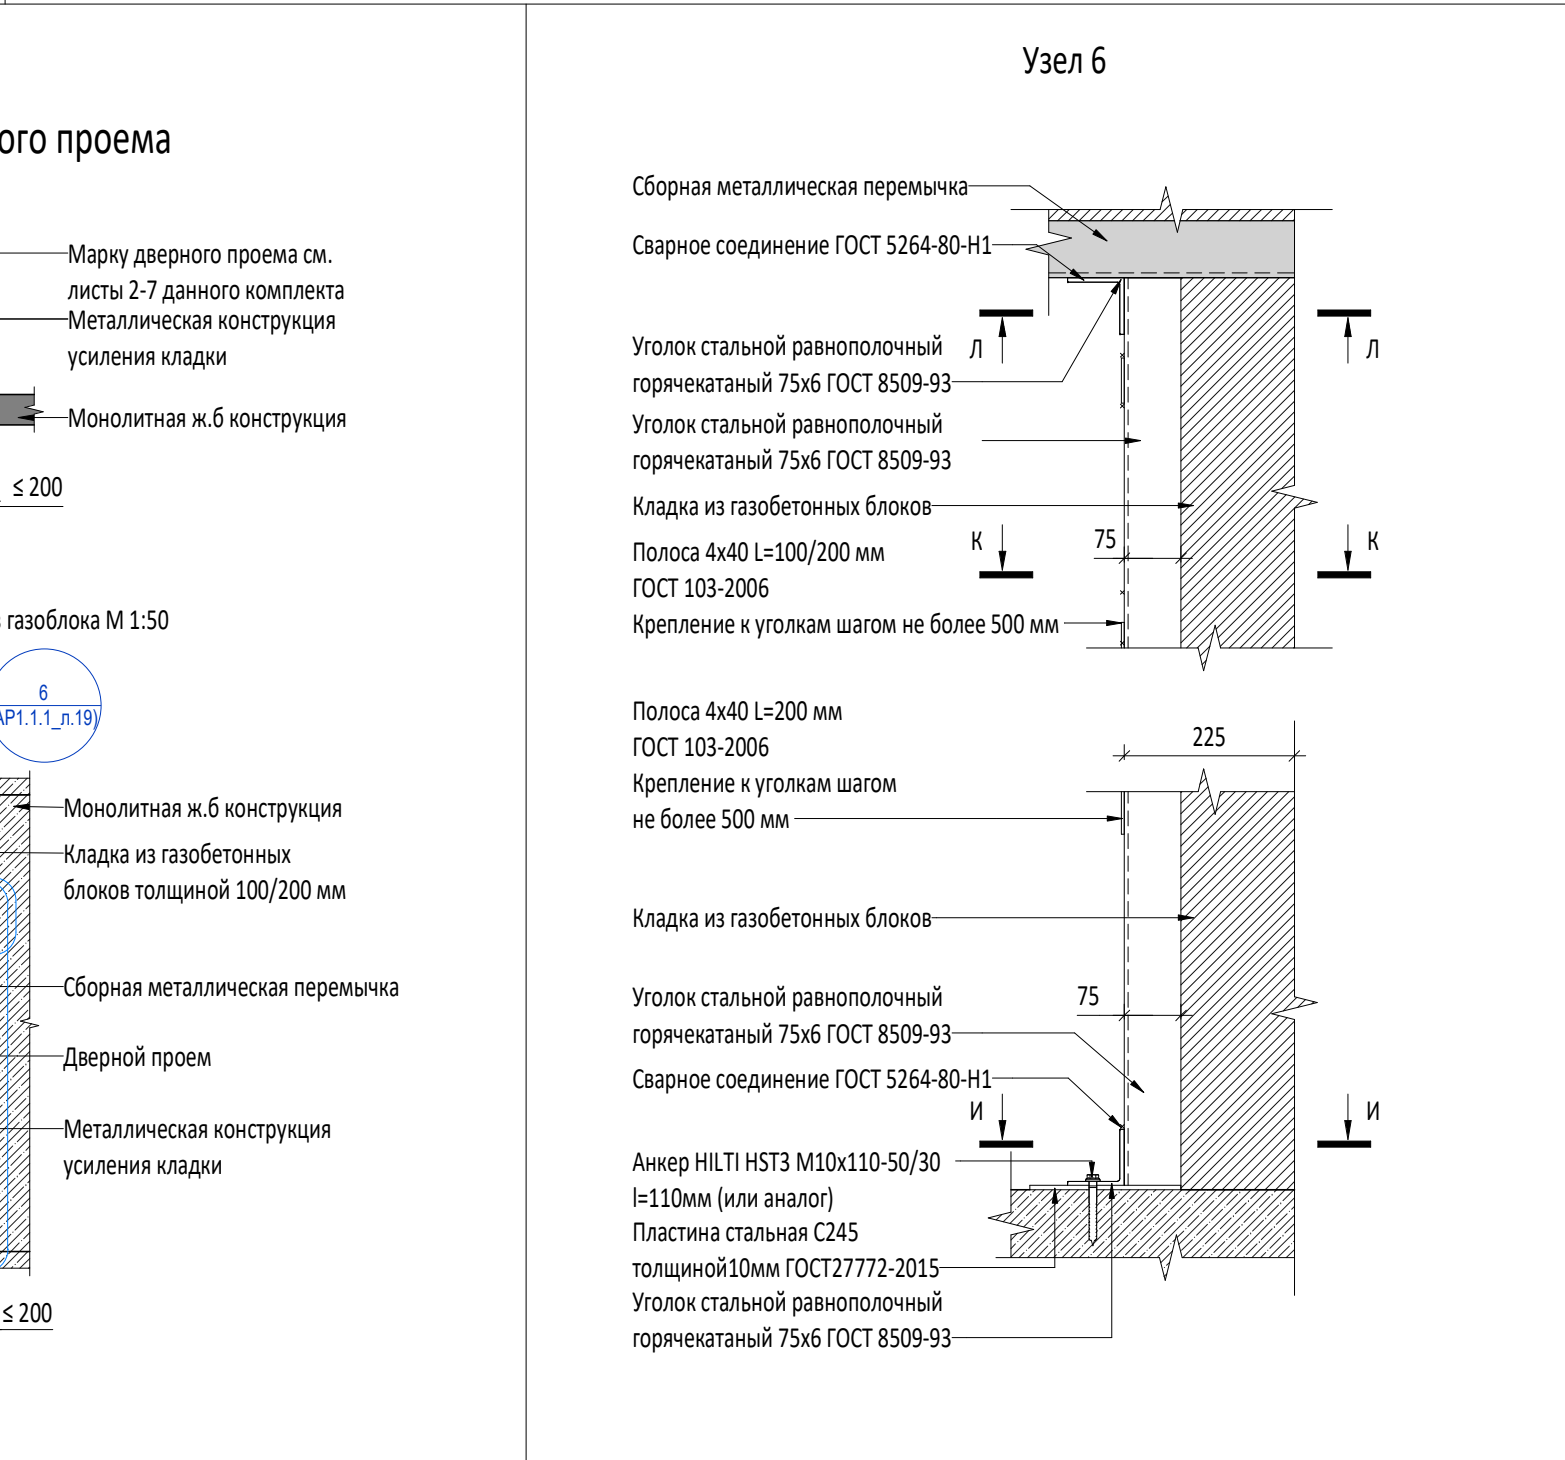 ого проема
Марку дверного проема см.
листы 2-7 данного комплекта
Металлическая конструкция
усиления кладки
Монолитная ж.б конструкция
≤ 200
газоблока М 1:50
6
АР1.1.1_л.19)
Монолитная ж.б конструкция
Кладка из газобетонных
блоков толщиной 100/200 мм
Сборная металлическая перемычка
Дверной проем
Металлическая конструкция
усиления кладки
≤ 200
Узел 6
Сборная металлическая перемычка
Сварное соединение ГОСТ 5264-80-Н1
Уголок стальной равнополочный
горячекатаный 75х6 ГОСТ 8509-93
Л
Л
Уголок стальной равнополочный
горячекатаный 75х6 ГОСТ 8509-93
Кладка из газобетонных блоков
К
75
К
Полоса 4х40 L=100/200 мм
ГОСТ 103-2006
Крепление к уголкам шагом не более 500 мм
Полоса 4х40 L=200 мм
ГОСТ 103-2006
Крепление к уголкам шагом
не более 500 мм
225
Кладка из газобетонных блоков
Уголок стальной равнополочный
горячекатаный 75х6 ГОСТ 8509-93
75
Сварное соединение ГОСТ 5264-80-Н1
И
И
Анкер HILTI HST3 M10x110-50/30
l=110мм (или аналог)
Пластина стальная С245
толщиной10мм ГОСТ27772-2015
Уголок стальной равнополочный
горячекатаный 75х6 ГОСТ 8509-93